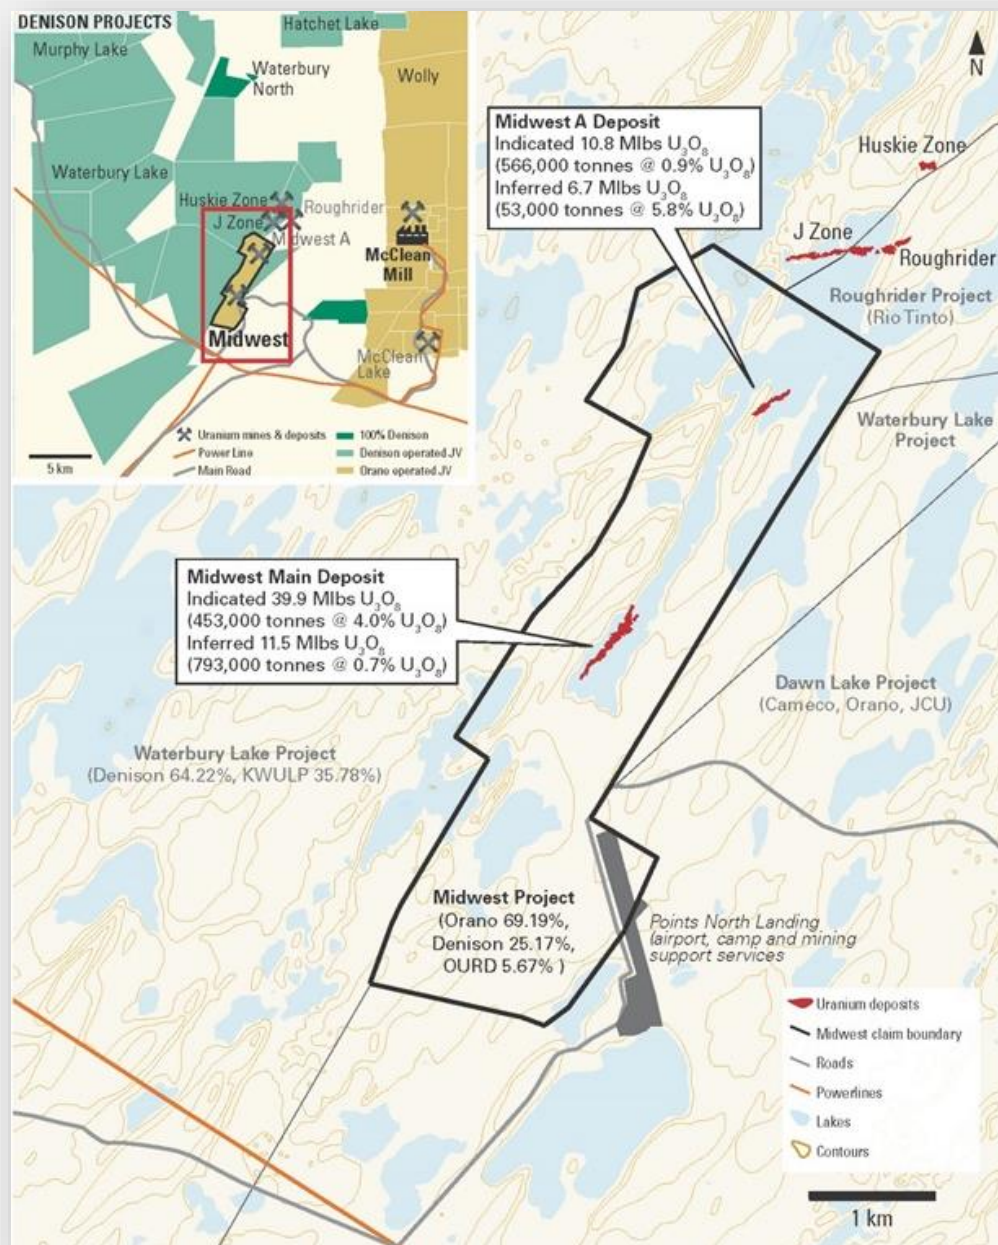 DENISON PROJECTS
Hatchet Lake
Murphy Lake
Waterbury
North
Wolly
Waterbury Lake
Huskie Zone
Roughrider
J Zone
Midwest A
McClean
Mill
Midwest
McClean
Lake
Uranium mines & deposits
Power Line
Main Road
100% Denison
Denison operated JV
Orano operated JV
5 km
N
Midwest A Deposit
Indicated 10.8 Mlbs U₃O₈
(566,000 tonnes @ 0.9% U₃O₈)
Inferred 6.7 Mlbs U₃O₈
(53,000 tonnes @ 5.8% U₃O₈)
Huskie Zone
J Zone
Roughrider
Roughrider Project
(Rio Tinto)
Waterbury Lake
Project
Midwest Main Deposit
Indicated 39.9 Mlbs U₃O₈
(453,000 tonnes @ 4.0% U₃O₈)
Inferred 11.5 Mlbs U₃O₈
(793,000 tonnes @ 0.7% U₃O₈)
Dawn Lake Project
(Cameco, Orano, JCU)
Waterbury Lake Project
(Denison 64.22%, KWULP 35.78%)
Midwest Project
(Orano 69.19%,
Denison 25.17%,
OURD 5.67% )
Points North Landing
(airport, camp and mining
support services
Uranium deposits
Midwest claim boundary
Roads
Powerlines
Lakes
Contours
1 km